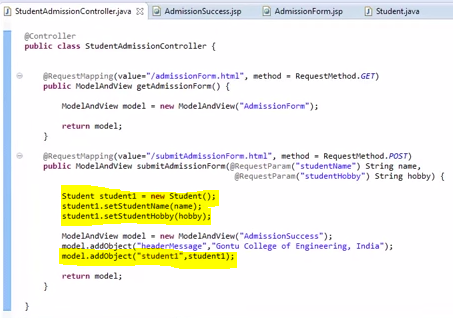 StudentAdmissionController.java AdmissionSuccess.jsp AdmissionForm.jsp Student.java
@Controller
public class StudentAdmissionController {
@RequestMapping(value="/admissionForm.html", method = RequestMethod.GET)
public ModelAndView getAdmissionForm() {
ModelAndView model = new ModelAndView("AdmissionForm");
return model;
}
@RequestMapping(value="/submitAdmissionForm.html", method = RequestMethod.POST)
public ModelAndView submitAdmissionForm(@RequestParam("studentName") String name,
@RequestParam("studentHobby") String hobby) {
Student student1 = new Student();
student1.setStudentName(name);
student1.setStudentHobby(hobby);
ModelAndView model = new ModelAndView("AdmissionSuccess");
model.addObject("headerMessage","Gontu College of Engineering, India");
model.addObject("student1",student1);
return model;
}
}